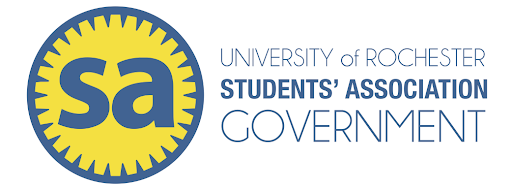 sa
UNIVERSITY of ROCHESTER
STUDENTS' ASSOCIATION
GOVERNMENT